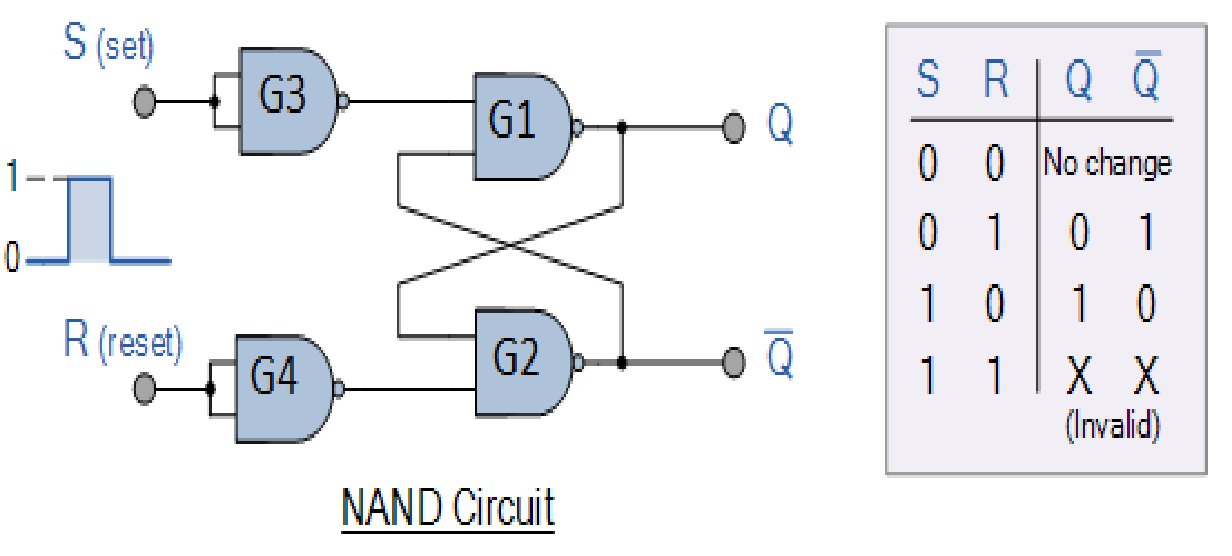 S (set)
G3
G1
Q
1
0
R (reset)
G4
G2
Q̅
NAND Circuit
S R Q Q̅
0 0 No change
0 1 0 1
1 0 1 0
1 1 X X
(Invalid)